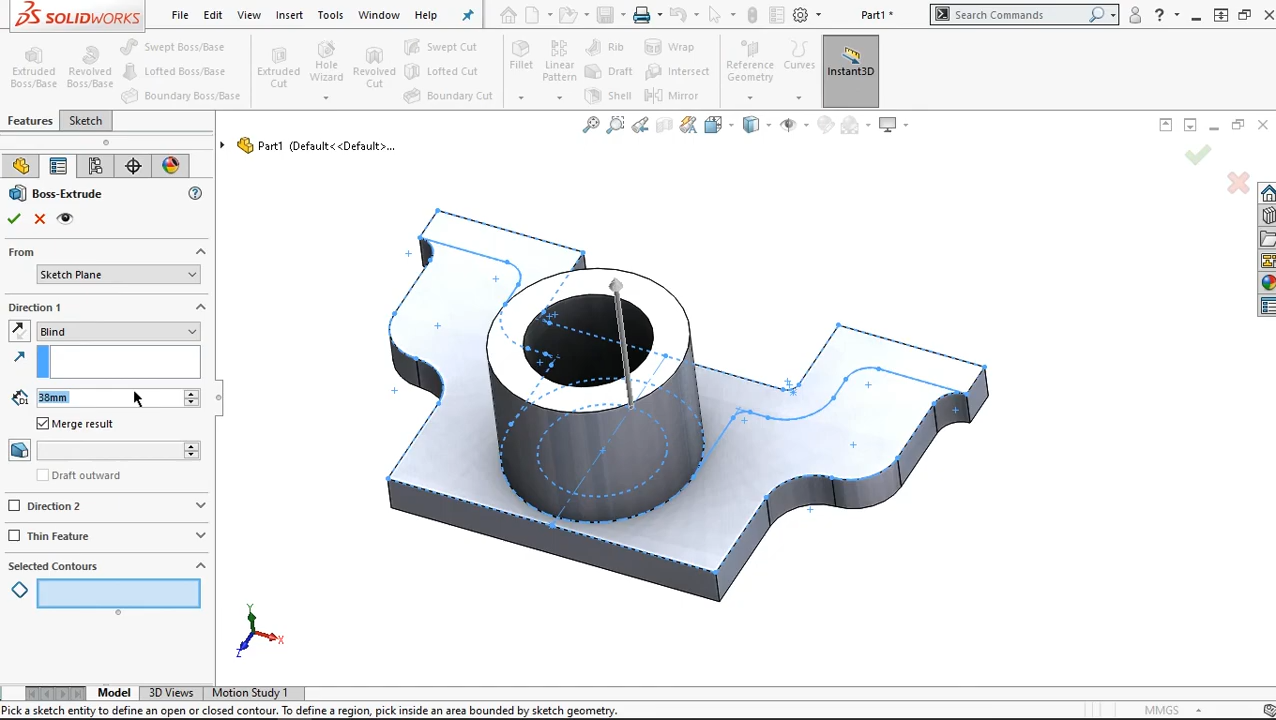 SOLIDWORKS File Edit View Insert Tools Window Help Part1 * Search Commands ?
Extruded Boss/Base Revolved Boss/Base Swept Boss/Base Lofted Boss/Base Boundary Boss/Base Extruded Cut Hole Wizard Revolved Cut Swept Cut Lofted Cut Boundary Cut Fillet Linear Pattern Rib Draft Shell Wrap Intersect Mirror Reference Geometry Curves Instant3D
Features Sketch
Part1 (Default<<Default>...
Boss-Extrude
From
Sketch Plane
Direction 1
Blind
D1 38mm
Merge result
Draft outward
Direction 2
Thin Feature
Selected Contours
Y
X
Z
Model 3D Views Motion Study 1
Pick a sketch entity to define an open or closed contour. To define a region, pick inside an area bounded by sketch geometry. MMGS